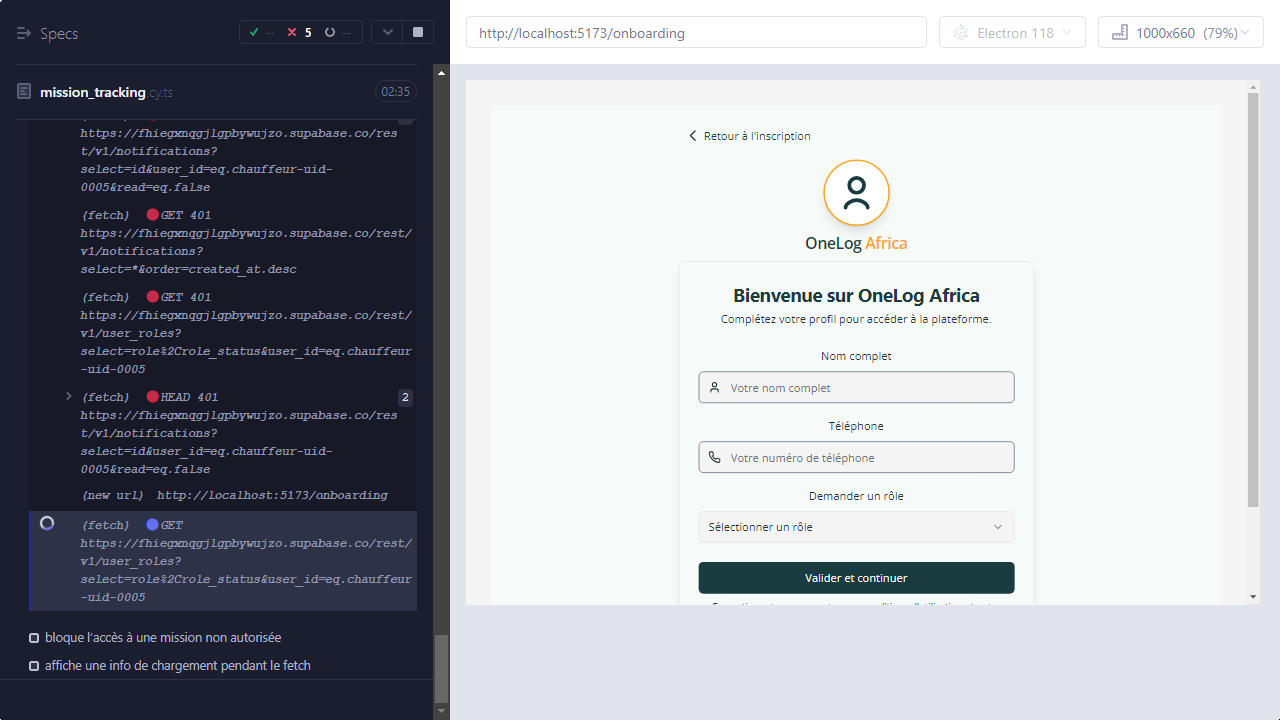 Specs
-- 5 --
mission_tracking.cy.ts
02:35
https://fhiegxnqgjlgpbywujzo.supabase.co/res
t/v1/notifications?
select=id&user_id=eq.chauffeur-uid-
0005&read=eq.false
(fetch) GET 401
https://fhiegxnqgjlgpbywujzo.supabase.co/rest/
v1/notifications?
select=*&order=created_at.desc
(fetch) GET 401
https://fhiegxnqgjlgpbywujzo.supabase.co/rest/
v1/user_roles?
select=role%2Crole_status&user_id=eq.chauffeur
-uid-0005
(fetch) HEAD 401 2
https://fhiegxnqgjlgpbywujzo.supabase.co/res
t/v1/notifications?
select=id&user_id=eq.chauffeur-uid-
0005&read=eq.false
(new url) http://localhost:5173/onboarding
(fetch) GET
https://fhiegxnqgjlgpbywujzo.supabase.co/rest/
v1/user_roles?
select=role%2Crole_status&user_id=eq.chauffeur
-uid-0005
bloque l'accès à une mission non autorisée
affiche une info de chargement pendant le fetch
http://localhost:5173/onboarding
Electron 118
1000x660 (79%)
Retour à l'inscription
OneLog Africa
Bienvenue sur OneLog Africa
Complétez votre profil pour accéder à la plateforme.
Nom complet
Votre nom complet
Téléphone
Votre numéro de téléphone
Demander un rôle
Sélectionner un rôle
Valider et continuer